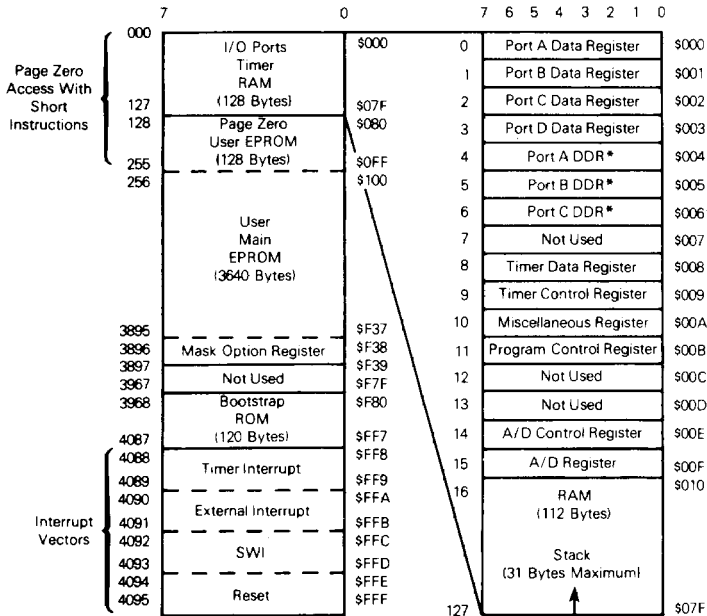 7 0 7 6 5 4 3 2 1 0
000 I/O Ports $000 0 Port A Data Register $000
Timer 1 Port B Data Register $001
Page Zero
Access With
Short
Instructions
RAM 2 Port C Data Register $002
127 (128 Bytes) $07F
128 Page Zero $080 3 Port D Data Register $003
User EPROM
255 (128 Bytes) $0FF 4 Port A DDR* $004
256 $100 5 Port B DDR* $005
6 Port C DDR* $006
User
Main
EPROM
(3640 Bytes)
7 Not Used $007
8 Timer Data Register $008
9 Timer Control Register $009
3895 $F37 10 Miscellaneous Register $00A
3896 Mask Option Register $F38 11 Program Control Register $00B
3897 $F39
Not Used 12 Not Used $00C
3967 $F7F
3968 Bootstrap $F80 13 Not Used $00D
ROM
4087 (120 Bytes) $FF7 14 A/D Control Register $00E
4088 $FF8
Timer Interrupt 15 A/D Register $00F
4089 $FF9 16 $010
4090 $FFA RAM
External Interrupt (112 Bytes)
4091 $FFB
Interrupt
Vectors
4092 $FFC
SWI Stack
4093 $FFD (31 Bytes Maximum)
4094 $FFE
Reset
4095 $FFF 127 $07F